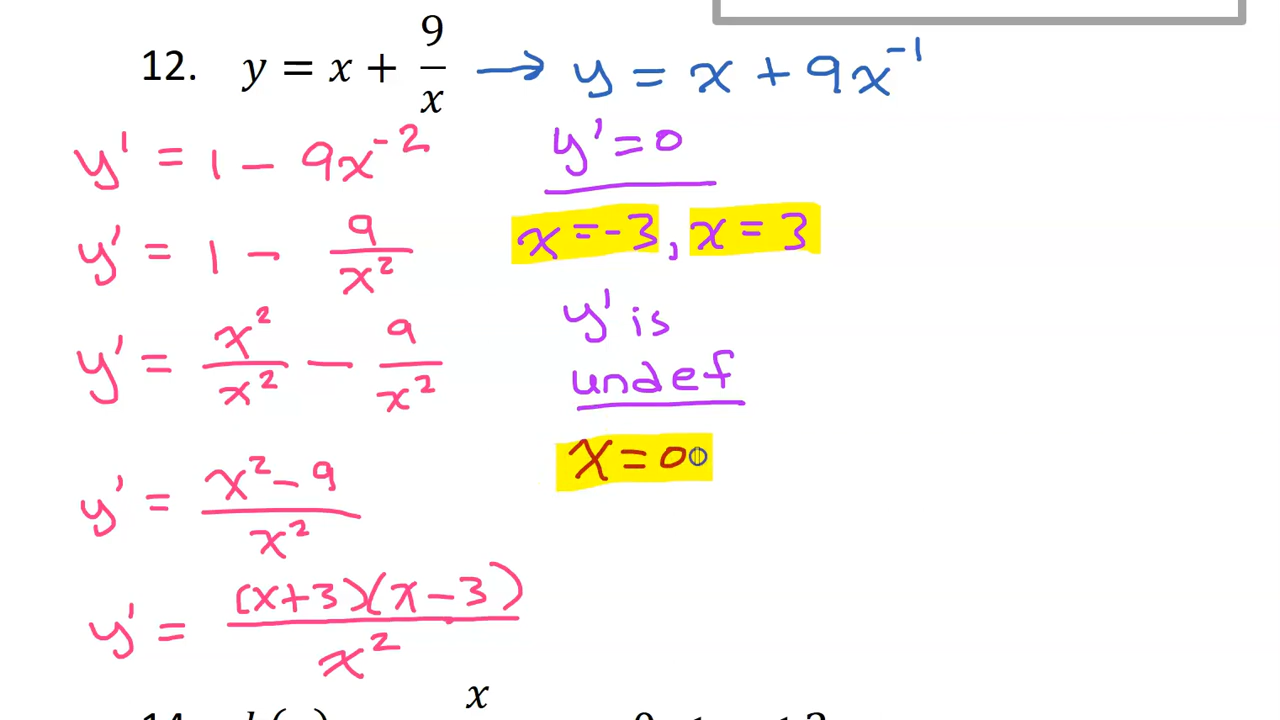 12. y = x + 9/x → y = x + 9x⁻¹
y' = 1 - 9x⁻²
y' = 1 - 9/x²
y' = x²/x² - 9/x²
y' = (x² - 9)/x²
y' = (x+3)(x-3)/x²
y' = 0
x = -3, x = 3
y' is
undef
x = 0
x